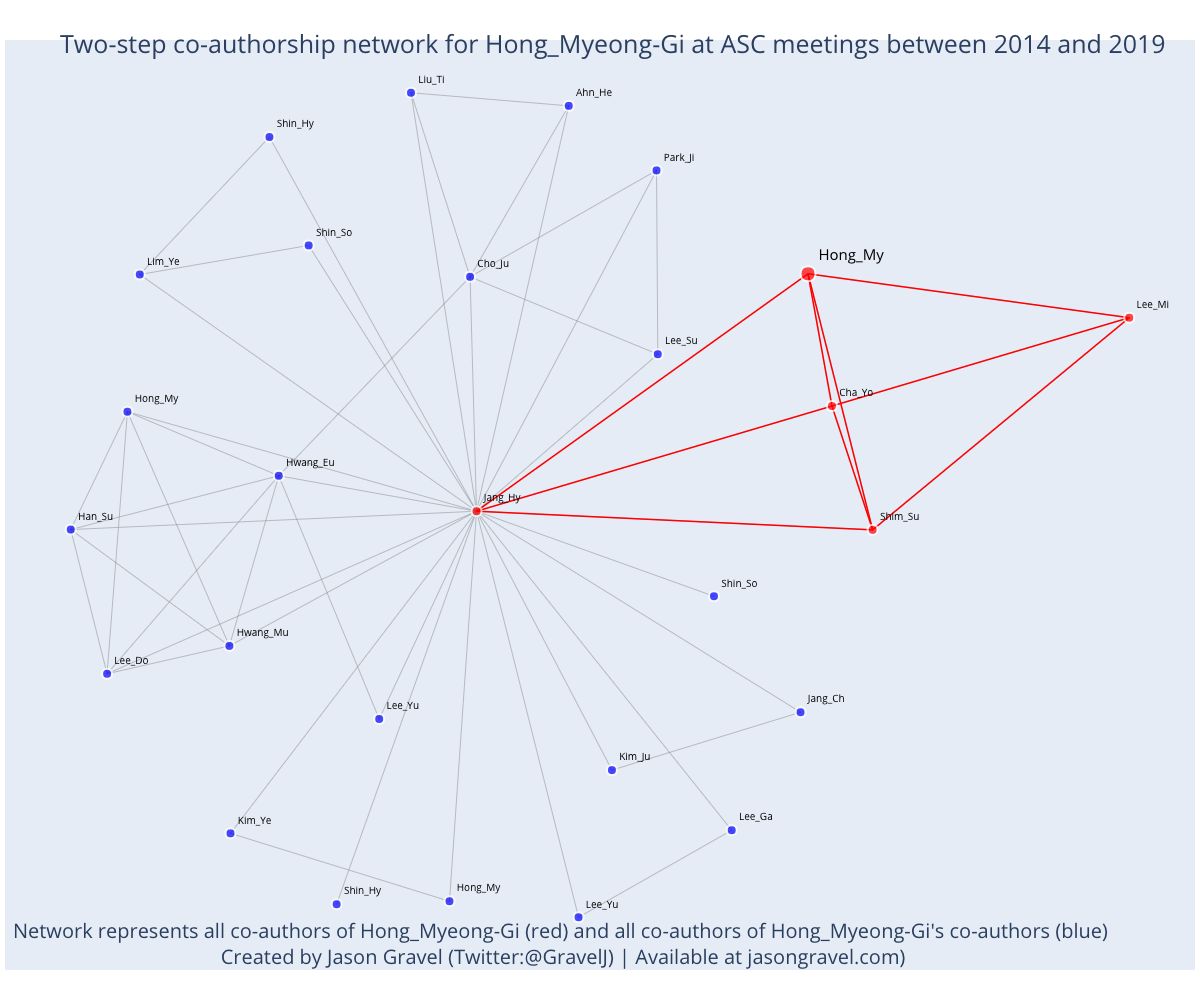 Two-step co-authorship network for Hong_Myeong-Gi at ASC meetings between 2014 and 2019
Liu_Ti
Ahn_He
Shin_Hy
Park_Ji
Shin_So
Hong_My
Lim_Ye
Cho_Ju
Lee_Mi
Lee_Su
Cha_Yo
Hong_My
Hwang_Eu
Jang_Hy
Han_Su
Shim_Su
Shin_So
Hwang_Mu
Lee_Do
Jang_Ch
Lee_Yu
Kim_Ju
Lee_Ga
Kim_Ye
Hong_My
Shin_Hy
Lee_Yu
Network represents all co-authors of Hong_Myeong-Gi (red) and all co-authors of Hong_Myeong-Gi's co-authors (blue)
Created by Jason Gravel (Twitter:@GravelJ) | Available at jasongravel.com)